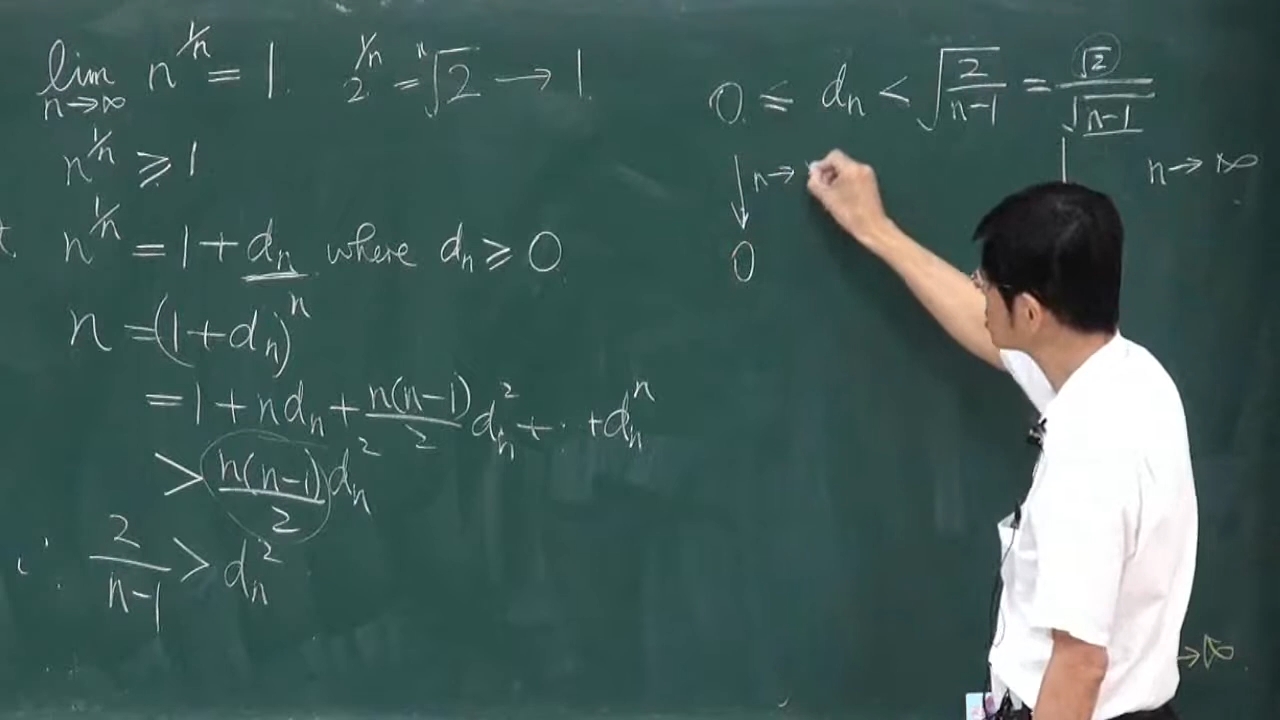 lim n→∞ n^{1/n} = 1. 2^{1/n} = ⁿ√2 → 1.
n^{1/n} ≥ 1
n^{1/n} = 1 + dn where dn ≥ 0.
n = (1 + dn)^n
= 1 + ndn + n(n-1)/2 dn² + ·· + dn^n
> n(n-1)/2 dn²
∴ 2/(n-1) > dn²
0 ≤ dn < √(2/(n-1)) = √2/√(n-1)
n→ n→∞
0
→∞.